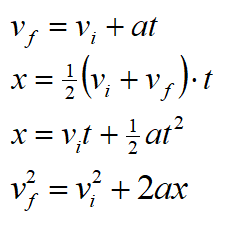 v_f = v_i + at
x = ½(v_i + v_f)·t
x = v_i t + ½at²
v_f² = v_i² + 2ax